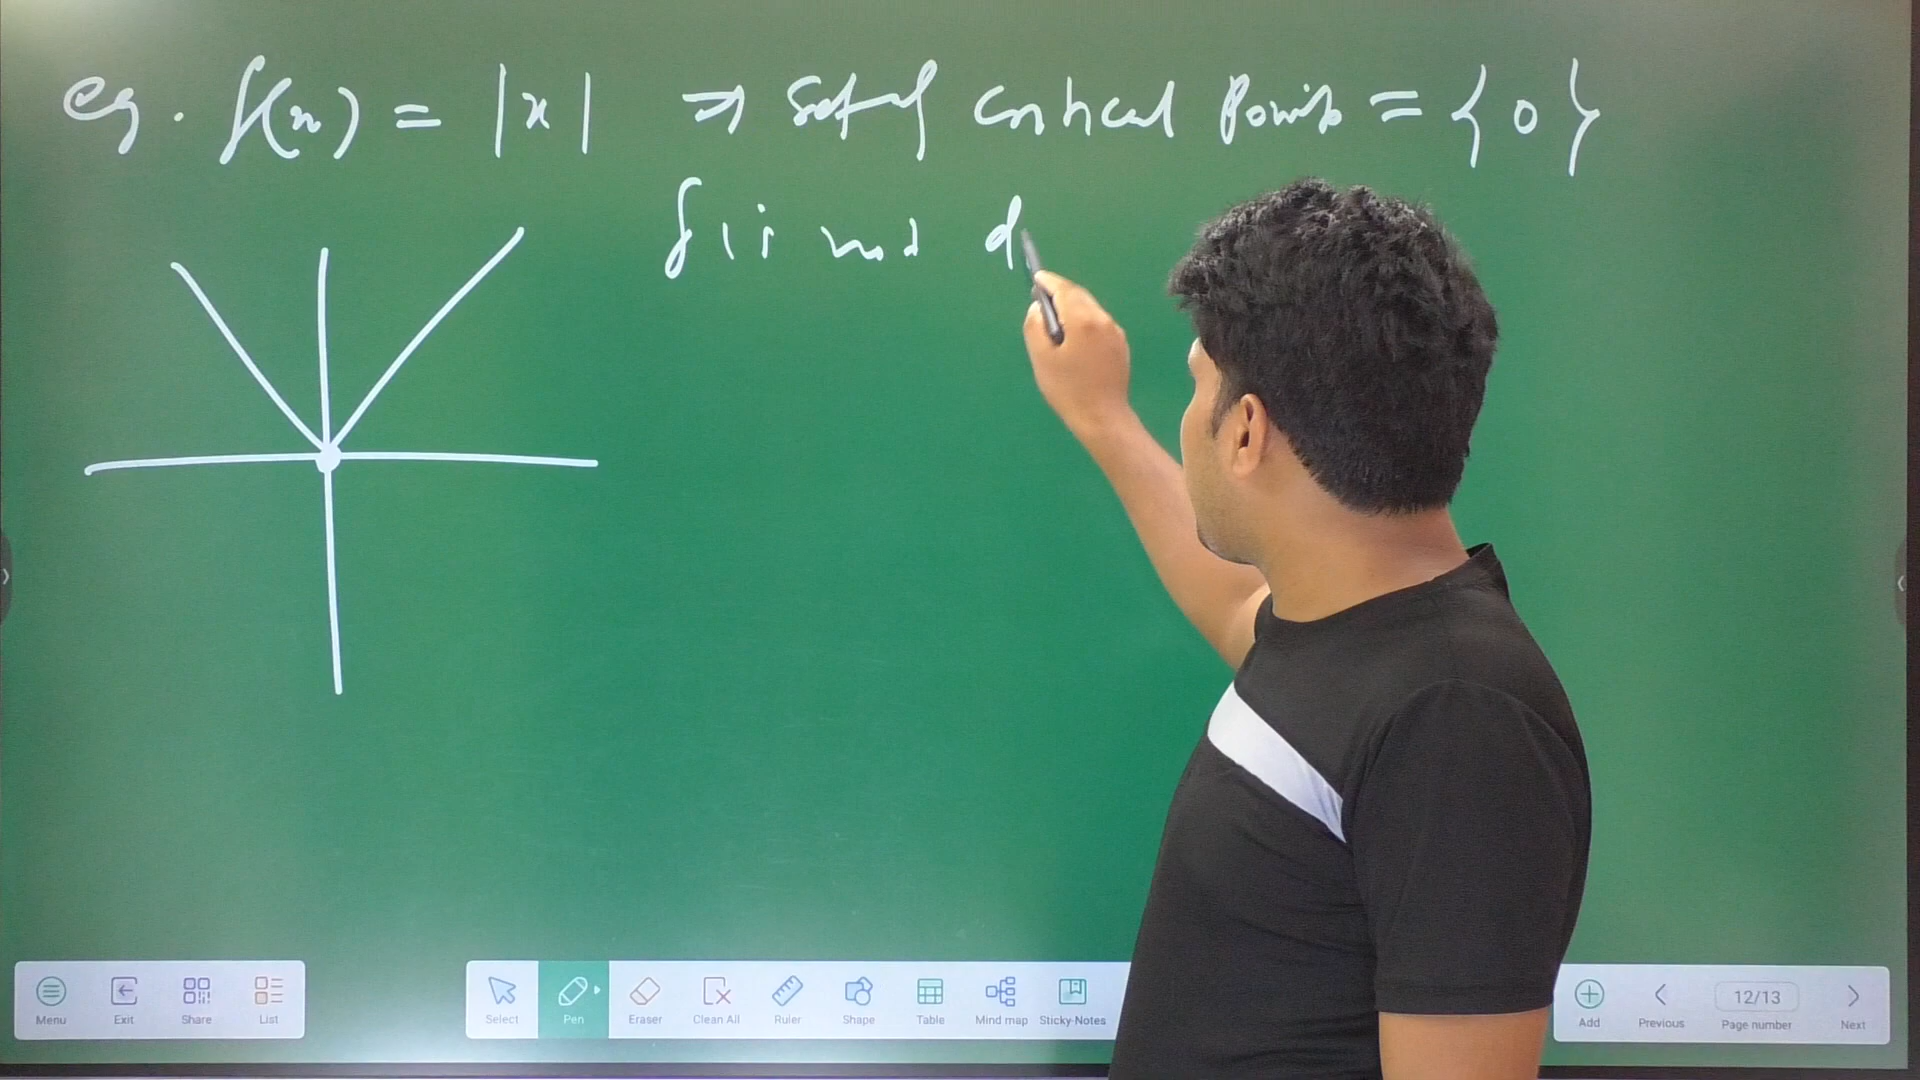 eg. f(x) = |x| ⇒ Set of Critical Points = { 0 }
f is not d
Menu Exit Share List
Select Pen Eraser Clean All Ruler Shape Table Mind map Sticky Notes
Add Previous 12/13 Page number Next